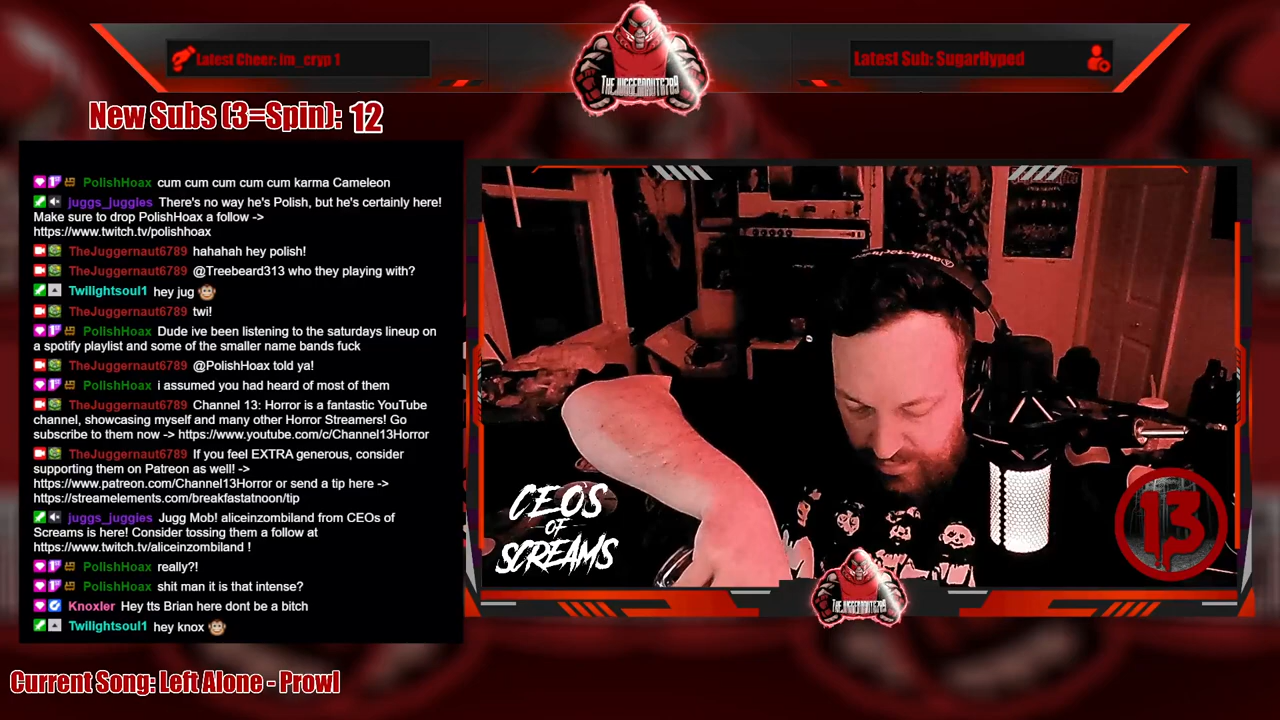 Latest Cheer: Im_cryp 1
THEJUGGERNAUT6789
Latest Sub: SugarHyped
New Subs (3=Spin): 12
PolishHoax cum cum cum cum cum karma Cameleon
juggs_juggies There's no way he's Polish, but he's certainly here!
Make sure to drop PolishHoax a follow ->
https://www.twitch.tv/polishhoax
TheJuggernaut6789 hahahah hey polish!
TheJuggernaut6789 @Treebeard313 who they playing with?
Twilightsoul1 hey jug
TheJuggernaut6789 twi!
PolishHoax Dude ive been listening to the saturdays lineup on
a spotify playlist and some of the smaller name bands fuck
TheJuggernaut6789 @PolishHoax told ya!
PolishHoax i assumed you had heard of most of them
TheJuggernaut6789 Channel 13: Horror is a fantastic YouTube
channel, showcasing myself and many other Horror Streamers! Go
subscribe to them now -> https://www.youtube.com/c/Channel13Horror
TheJuggernaut6789 If you feel EXTRA generous, consider
supporting them on Patreon as well! ->
https://www.patreon.com/Channel13Horror or send a tip here ->
https://streamelements.com/breakfastatnoon/tip
juggs_juggies Jugg Mob! aliceinzombiland from CEOs of
Screams is here! Consider tossing them a follow at
https://www.twitch.tv/aliceinzombiland !
PolishHoax really?!
PolishHoax shit man it is that intense?
Knoxler Hey tts Brian here dont be a bitch
Twilightsoul1 hey knox
audio-technica
CEOS
OF
SCREAMS
13
THEJUGGERNAUT6789
Current Song: Left Alone - Prowl